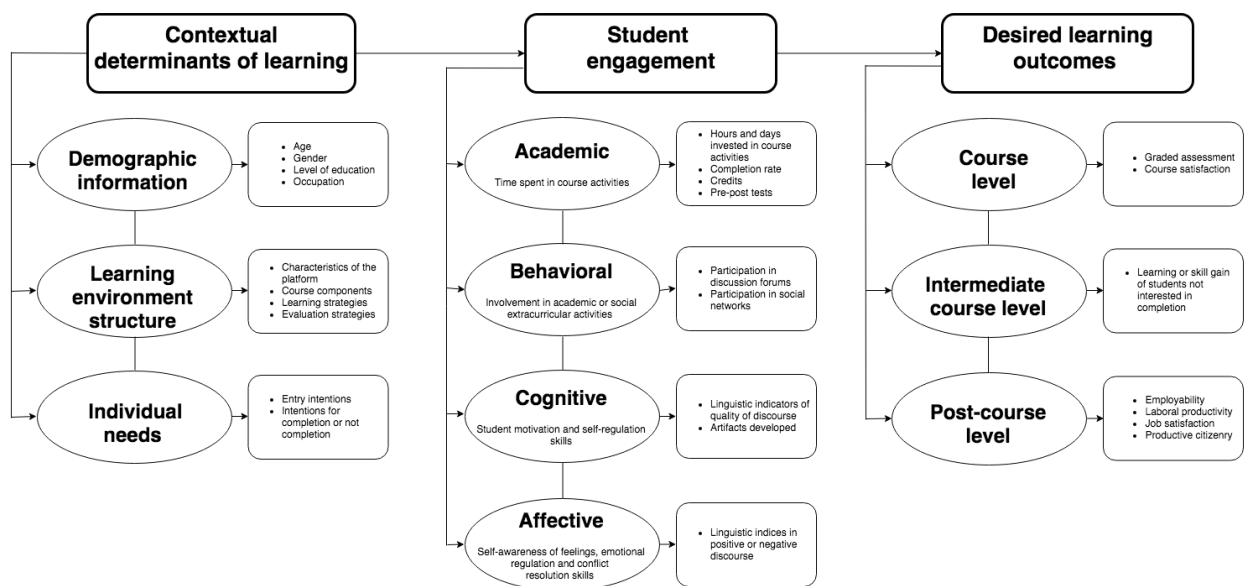 Contextual
determinants of learning
Student
engagement
Desired learning
outcomes
Demographic
information
• Age
• Gender
• Level of education
• Occupation
Learning
environment
structure
• Characteristics of the
platform
• Course components
• Learning strategies
• Evaluation strategies
Individual
needs
• Entry intentions
• Intentions for
completion or not
completion
Academic
Time spent in course activities
• Hours and days
invested in course
activities
• Completion rate
• Credits
• Pre-post tests
Behavioral
Involvement in academic or social
extracurricular activities
• Participation in
discussion forums
• Participation in social
networks
Cognitive
Student motivation and self-regulation
skills
• Linguistic indicators of
quality of discourse
• Artifacts developed
Affective
Self-awareness of feelings, emotional
regulation and conflict
resolution skills
• Linguistic indices in
positive or negative
discourse
Course
level
• Graded assessment
• Course satisfaction
Intermediate
course level
• Learning or skill gain
of students not
interested in
completion
Post-course
level
• Employability
• Laboral productivity
• Job satisfaction
• Productive citizenry